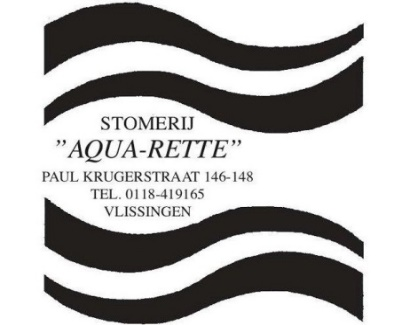 STOMERIJ
"AQUA-RETTE"
PAUL KRUGERSTRAAT 146-148
TEL. 0118-419165
VLISSINGEN